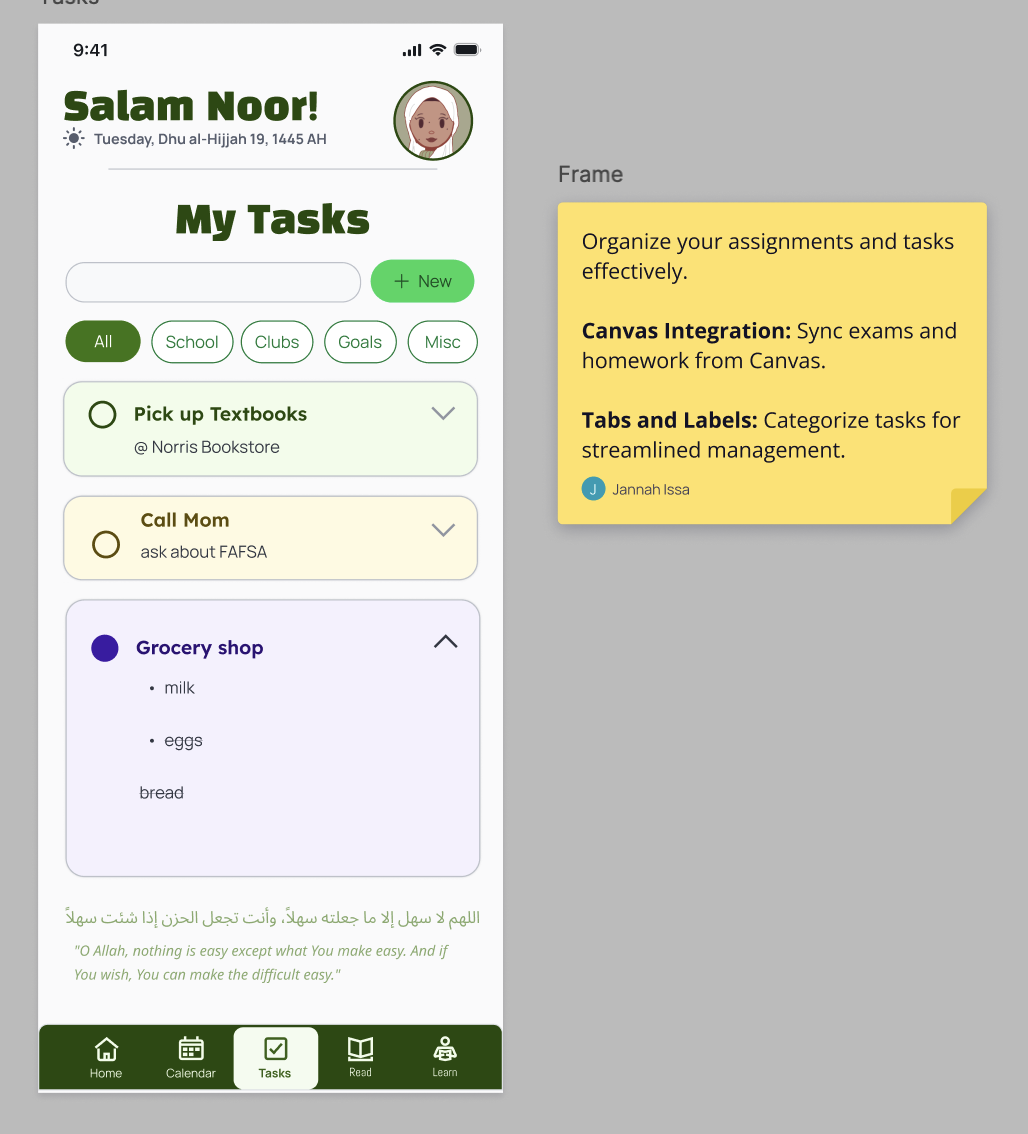 Tasks
9:41
Salam Noor!
Tuesday, Dhu al-Hijjah 19, 1445 AH
My Tasks
+ New
All School Clubs Goals Misc
Pick up Textbooks
@ Norris Bookstore
Call Mom
ask about FAFSA
Grocery shop
• milk
• eggs
bread
اللهم لا سهل إلا ما جعلته سهلاً، وأنت تجعل الحزن إذا شئت سهلاً
"O Allah, nothing is easy except what You make easy. And if
You wish, You can make the difficult easy."
Home Calendar Tasks Read Learn
Frame
Organize your assignments and tasks
effectively.
Canvas Integration: Sync exams and
homework from Canvas.
Tabs and Labels: Categorize tasks for
streamlined management.
J Jannah Issa